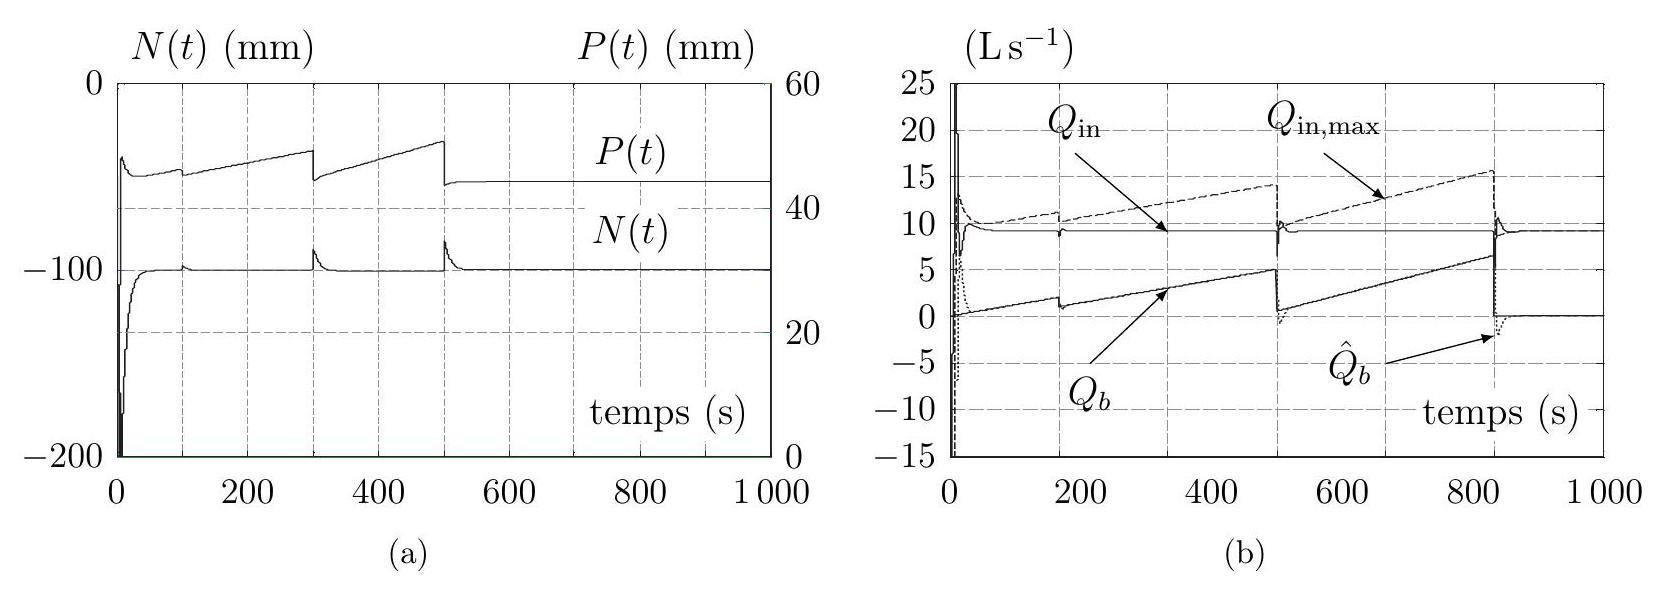 N(t) (mm) P(t) (mm)
0 60
P(t)
N(t)
40
−100
20
temps (s)
−200 0
0 200 400 600 800 1 000
(a)
(L s⁻¹)
25
20
15
10
5
0
−5
−10
−15
Q_in
Q_in,max
Q_b
Q̂_b
temps (s)
0 200 400 600 800 1 000
(b)